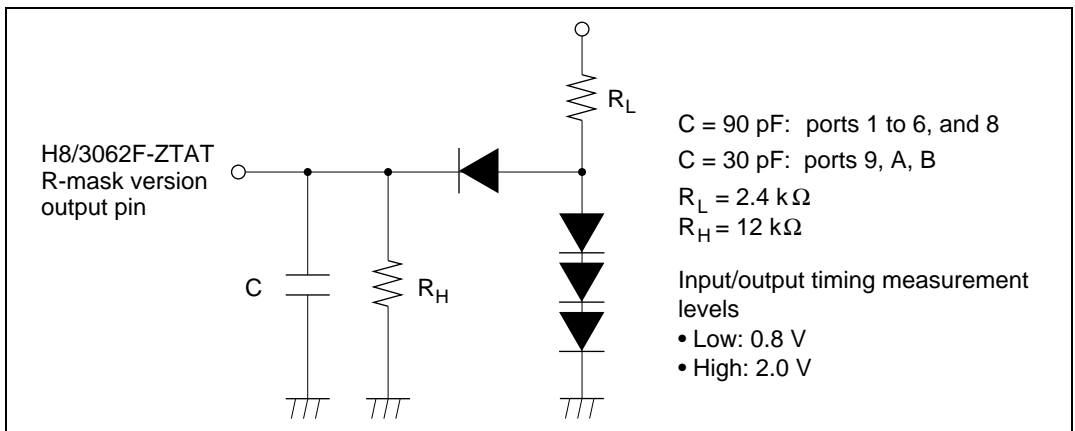 R_L
H8/3062F-ZTAT
R-mask version
output pin
C
R_H
C = 90 pF: ports 1 to 6, and 8
C = 30 pF: ports 9, A, B
R_L = 2.4 kΩ
R_H = 12 kΩ
Input/output timing measurement
levels
• Low: 0.8 V
• High: 2.0 V